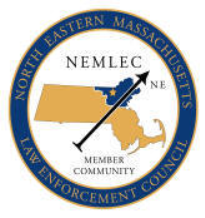 NORTH EASTERN MASSACHUSETTS
NEMLEC
NE
MEMBER
COMMUNITY
LAW ENFORCEMENT COUNCIL